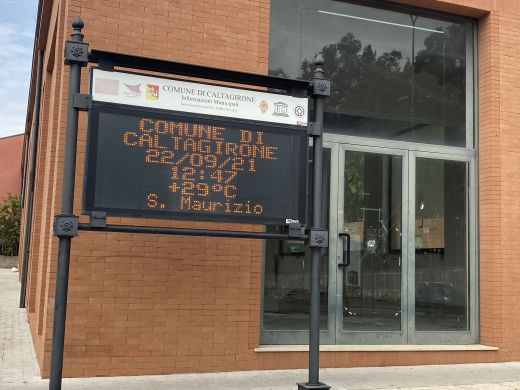 COMUNE DI CALTAGIRONE
Informazioni Municipali
COMUNE DI
CALTAGIRONE
22/09/21
12:47
+29°C
S. Maurizio